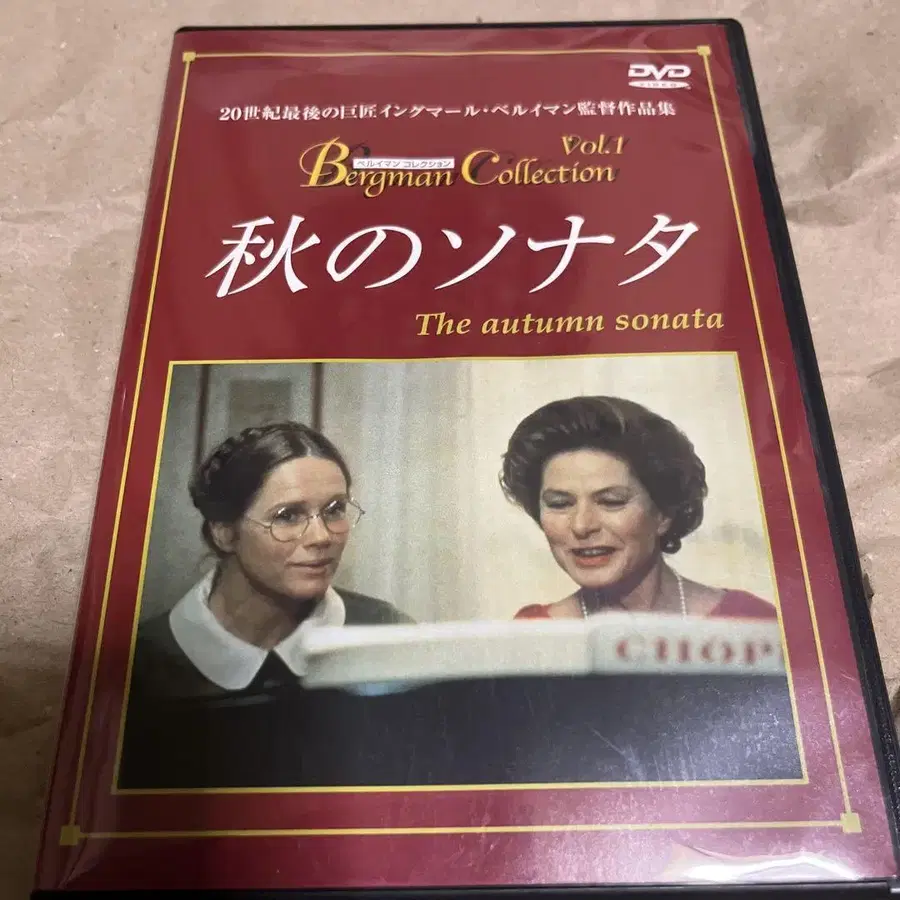 DVD
VIDEO
20世紀最後の巨匠イングマール・ベルイマン監督作品集
Vol.1
ベルイマン コレクション
Bergman Collection
秋のソナタ
The autumn sonata
CHOP